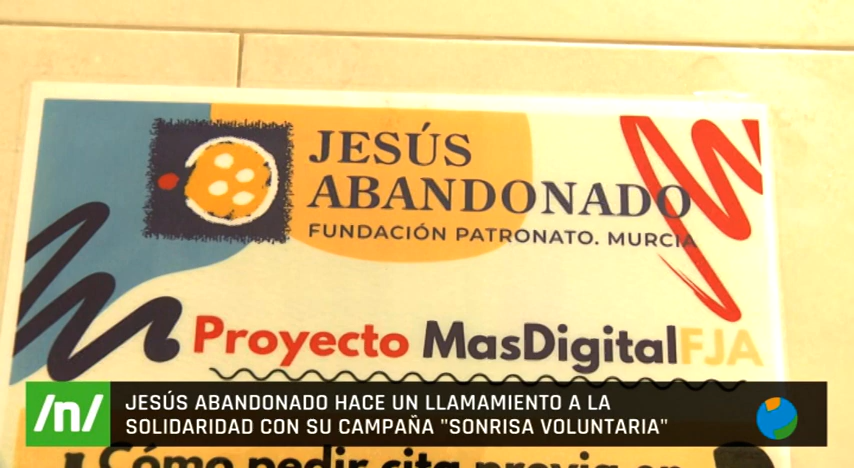 JESÚS
ABANDONADO
FUNDACIÓN PATRONATO. MURCIA
Proyecto MasDigitalFJA
/n/
JESÚS ABANDONADO HACE UN LLAMAMIENTO A LA
SOLIDARIDAD CON SU CAMPAÑA "SONRISA VOLUNTARIA"
Cómo pedir cita previa en